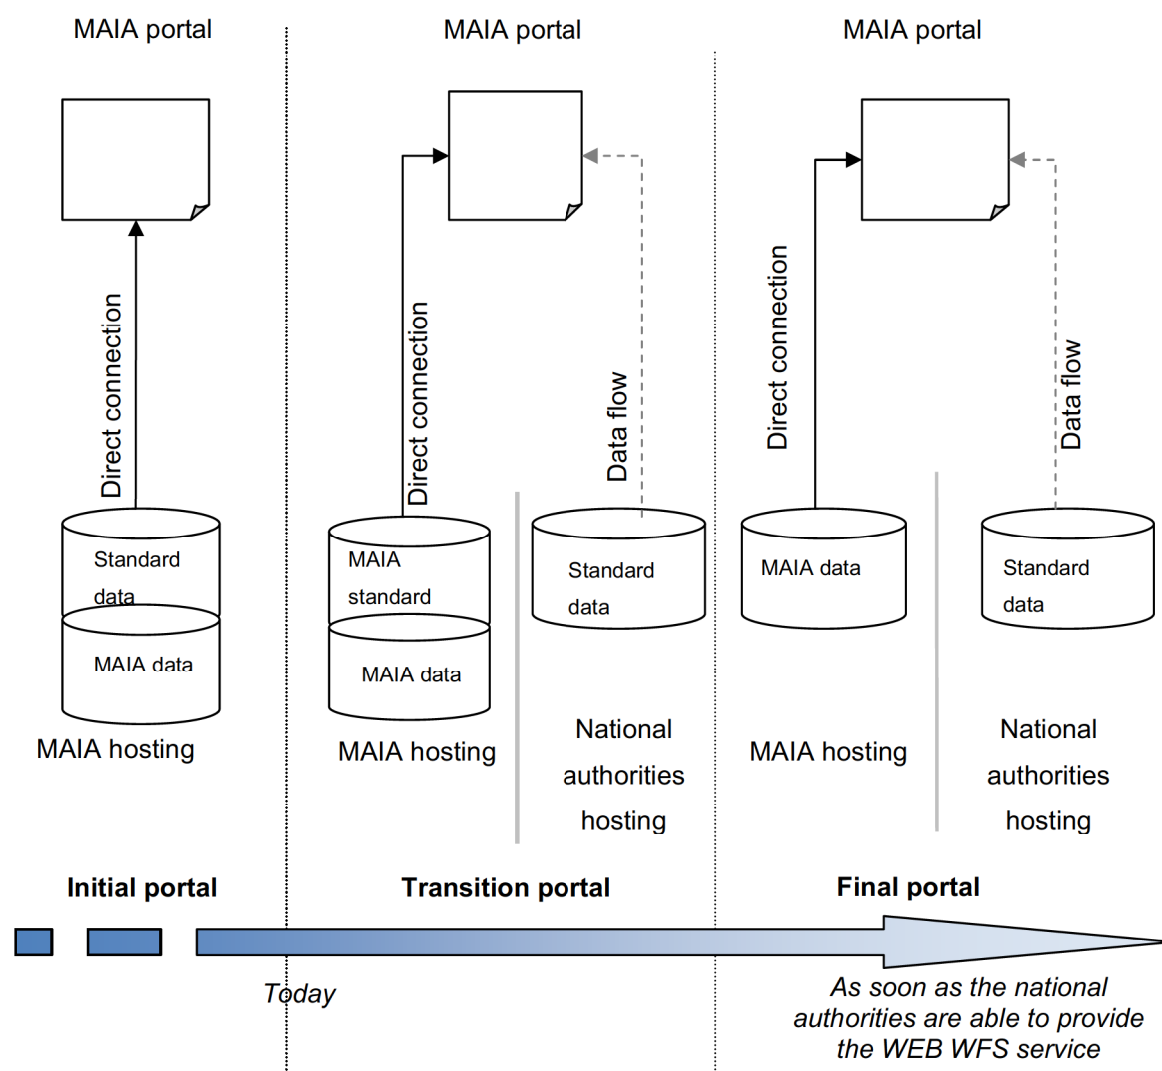 MAIA portal
MAIA portal
MAIA portal
Direct connection
Direct connection
Data flow
Direct connection
Data flow
Standard
data
MAIA data
MAIA hosting
MAIA
standard
MAIA data
MAIA hosting
Standard
data
National
authorities
hosting
MAIA data
MAIA hosting
Standard
data
National
authorities
hosting
Initial portal
Transition portal
Final portal
Today
As soon as the national
authorities are able to provide
the WEB WFS service